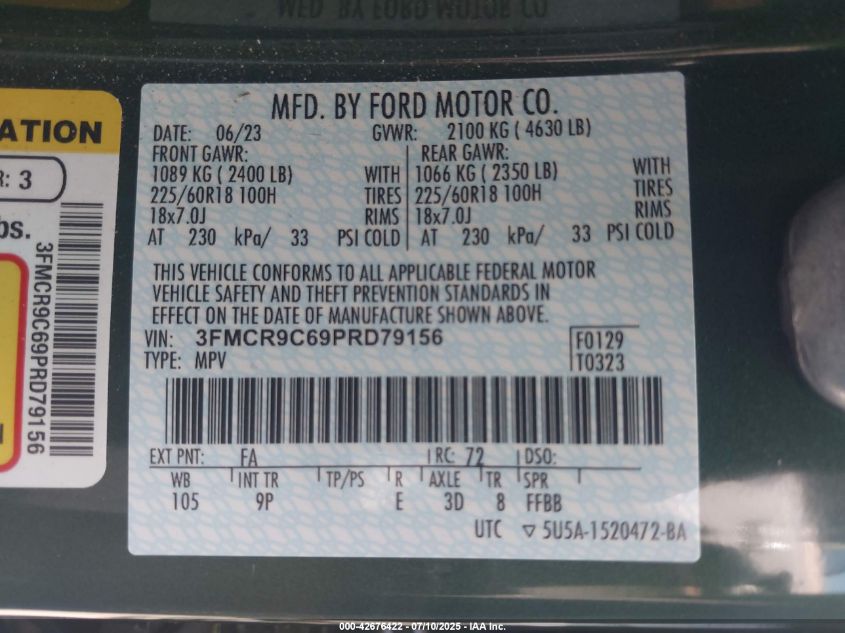 MFD. BY FORD MOTOR CO
ATION
R: 3
bs.
3FMCR9C69PRD79156
MFD. BY FORD MOTOR CO.
DATE: 06/23 GVWR: 2100 KG ( 4630 LB)
FRONT GAWR: REAR GAWR:
1089 KG ( 2400 LB) WITH 1066 KG ( 2350 LB) WITH
225/60R18 100H TIRES 225/60R18 100H TIRES
18x7.0J RIMS 18x7.0J RIMS
AT 230 kPa/ 33 PSI COLD AT 230 kPa/ 33 PSI COLD
THIS VEHICLE CONFORMS TO ALL APPLICABLE FEDERAL MOTOR
VEHICLE SAFETY AND THEFT PREVENTION STANDARDS IN
EFFECT ON THE DATE OF MANUFACTURE SHOWN ABOVE.
VIN: 3FMCR9C69PRD79156 F0129
TYPE: MPV T0323
EXT PNT: FA RC: 72 DSO:
WB INT TR TP/PS R AXLE TR SPR
105 9P E 3D 8 FFBB
UTC ▽ 5U5A-1520472-BA
000-42676422 - 07/10/2025 - IAA Inc.